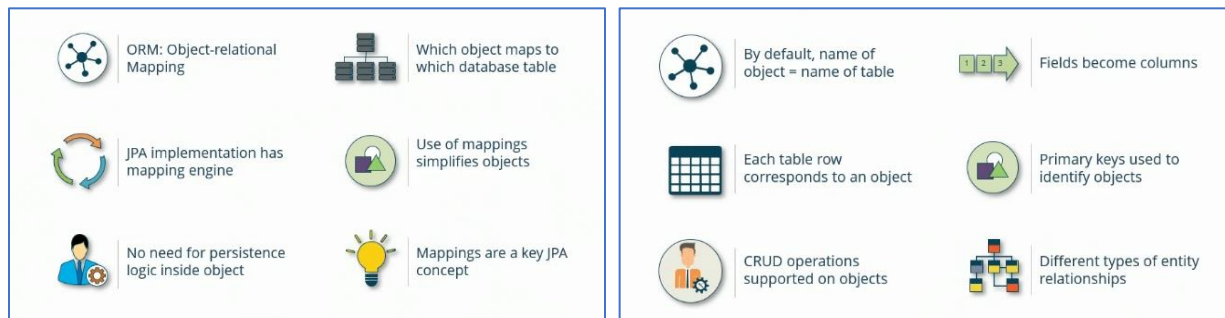 ORM: Object-relational
Mapping
Which object maps to
which database table
JPA implementation has
mapping engine
Use of mappings
simplifies objects
No need for persistence
logic inside object
Mappings are a key JPA
concept
By default, name of
object = name of table
1 2 3
Fields become columns
Each table row
corresponds to an object
Primary keys used to
identify objects
CRUD operations
supported on objects
Different types of entity
relationships